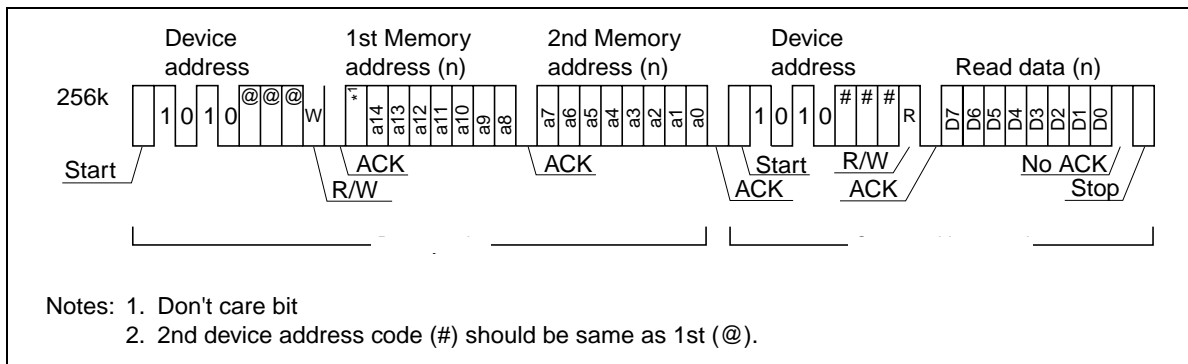 Device address 1st Memory address (n) 2nd Memory address (n) Device address Read data (n)
256k 1 0 1 0 @ @ @ W *1 a14 a13 a12 a11 a10 a9 a8 a7 a6 a5 a4 a3 a2 a1 a0 1 0 1 0 # # # R D7 D6 D5 D4 D3 D2 D1 D0
Start ACK ACK Start R/W No ACK
R/W ACK ACK Stop
Notes: 1. Don't care bit
2. 2nd device address code (#) should be same as 1st (@).